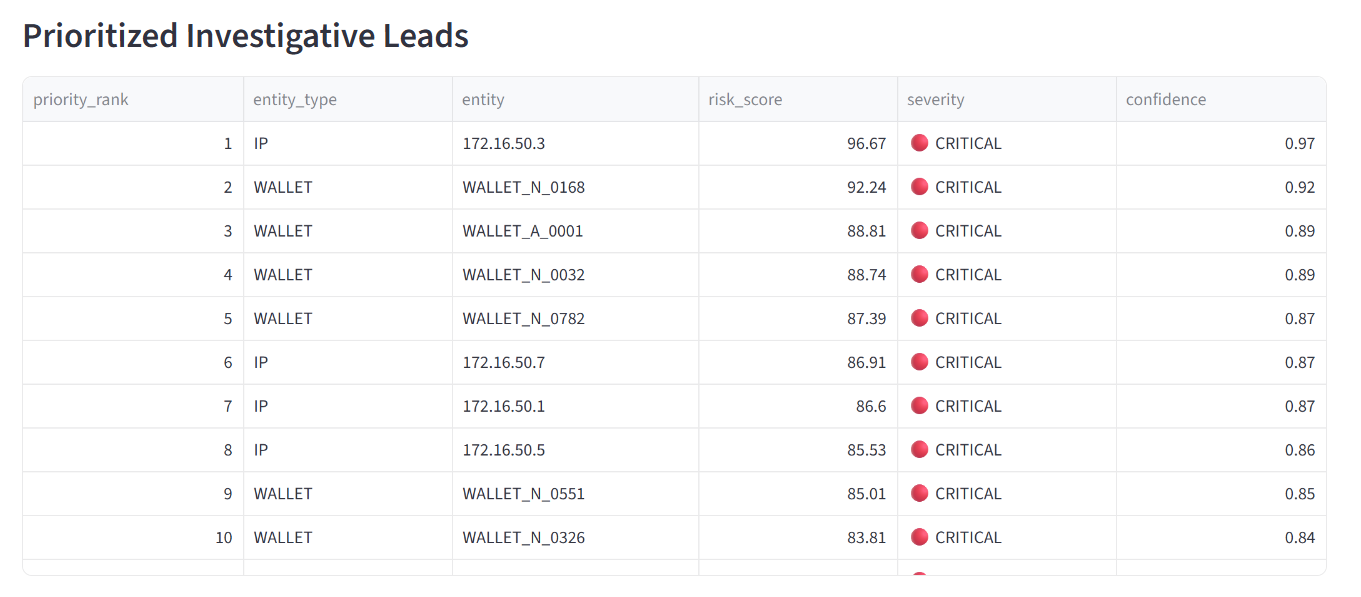 Prioritized Investigative Leads
priority_rank entity_type entity risk_score severity confidence
1 IP 172.16.50.3 96.67 CRITICAL 0.97
2 WALLET WALLET_N_0168 92.24 CRITICAL 0.92
3 WALLET WALLET_A_0001 88.81 CRITICAL 0.89
4 WALLET WALLET_N_0032 88.74 CRITICAL 0.89
5 WALLET WALLET_N_0782 87.39 CRITICAL 0.87
6 IP 172.16.50.7 86.91 CRITICAL 0.87
7 IP 172.16.50.1 86.6 CRITICAL 0.87
8 IP 172.16.50.5 85.53 CRITICAL 0.86
9 WALLET WALLET_N_0551 85.01 CRITICAL 0.85
10 WALLET WALLET_N_0326 83.81 CRITICAL 0.84